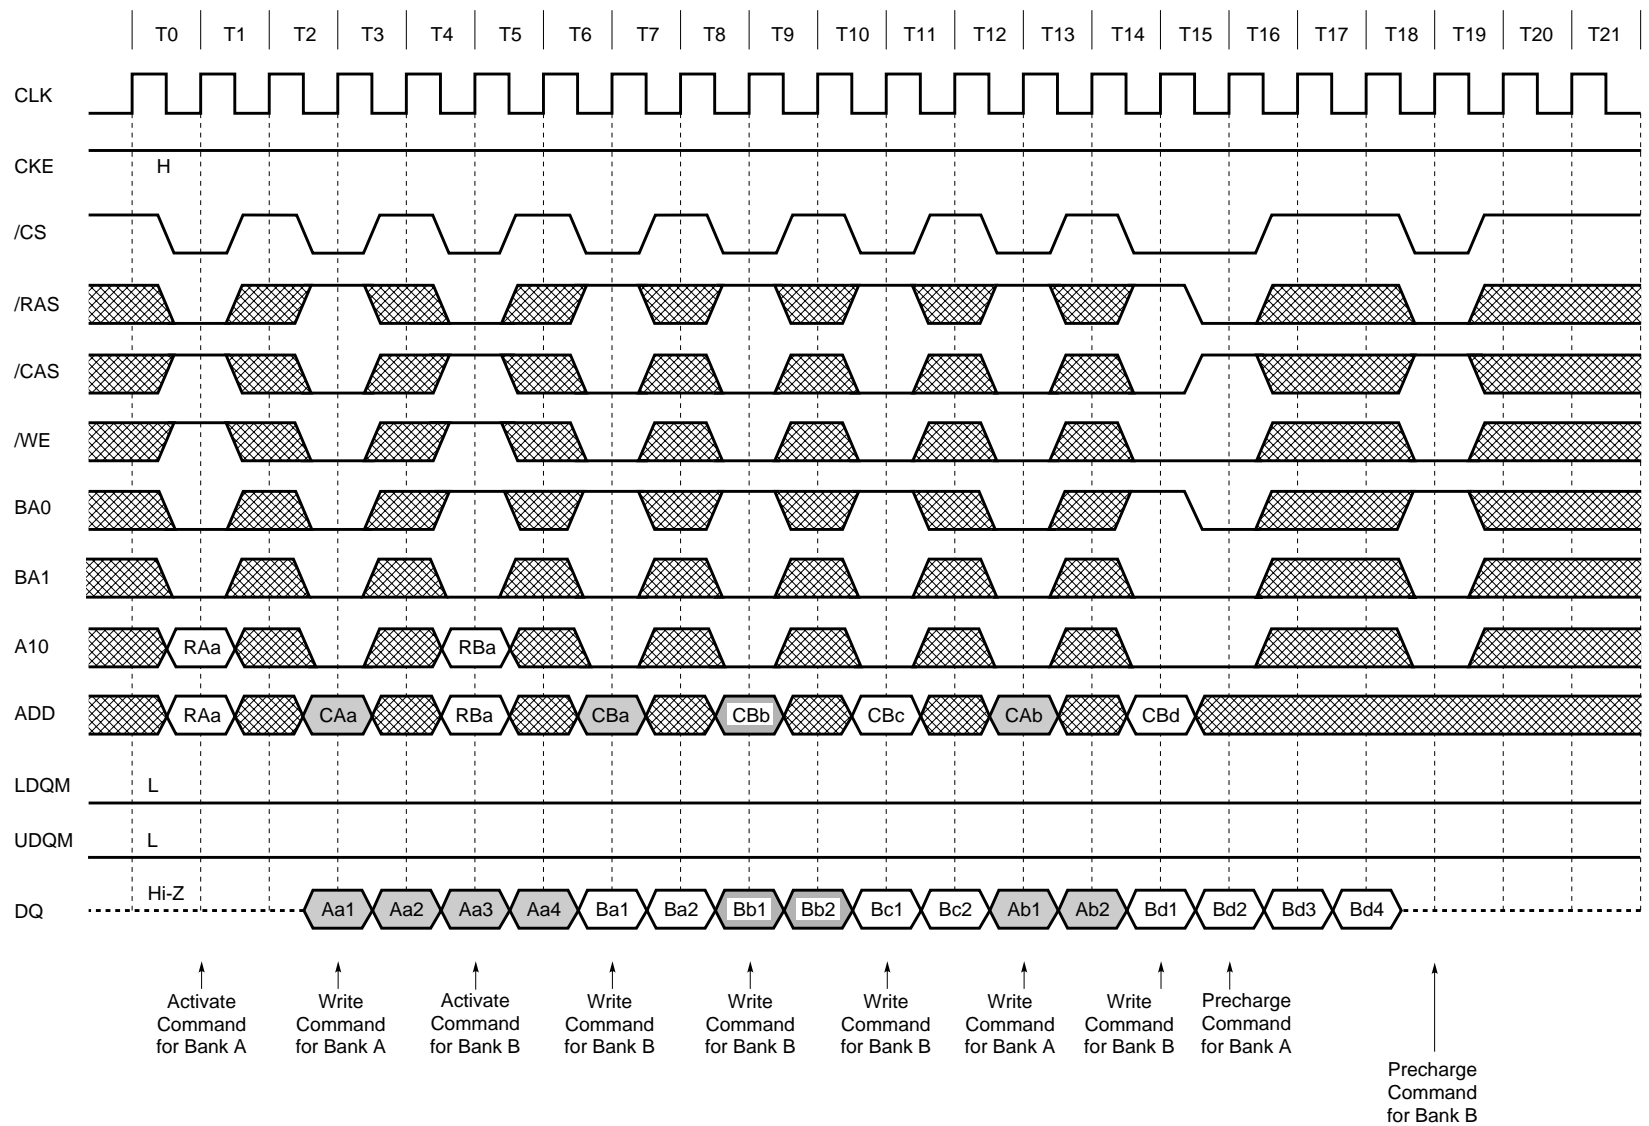 T0 T1 T2 T3 T4 T5 T6 T7 T8 T9 T10 T11 T12 T13 T14 T15 T16 T17 T18 T19 T20 T21
CLK
CKE H
/CS
/RAS
/CAS
/WE
BA0
BA1
A10 RAa RBa
ADD RAa CAa RBa CBa CBb CBc CAb CBd
LDQM L
UDQM L
Hi-Z
DQ Aa1 Aa2 Aa3 Aa4 Ba1 Ba2 Bb1 Bb2 Bc1 Bc2 Ab1 Ab2 Bd1 Bd2 Bd3 Bd4
Activate
Command
for Bank A
Write
Command
for Bank A
Activate
Command
for Bank B
Write
Command
for Bank B
Write
Command
for Bank B
Write
Command
for Bank B
Write
Command
for Bank A
Write
Command
for Bank B
Precharge
Command
for Bank A
Precharge
Command
for Bank B